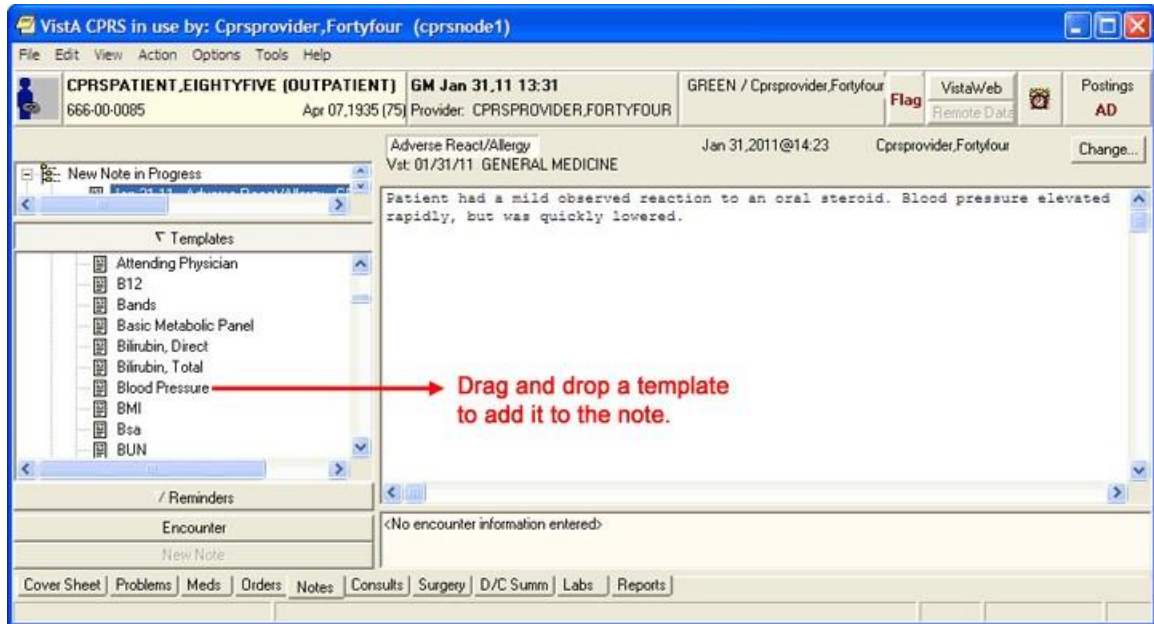 VistA CPRS in use by: Cprsprovider,Fortyfour (cprsnode1)
File Edit View Action Options Tools Help
CPRSPATIENT,EIGHTYFIVE (OUTPATIENT)
666-00-0085 Apr 07,1935 (75)
GM Jan 31,11 13:31
Provider: CPRSPROVIDER,FORTYFOUR
GREEN / Cprsprovider,Fortyfour
Flag
VistaWeb
Remote Data
Postings
AD
New Note in Progress
Jan 31,11 Adverse React/Allergy
Templates
Attending Physician
B12
Bands
Basic Metabolic Panel
Bilirubin, Direct
Bilirubin, Total
Blood Pressure
BMI
Bsa
BUN
/ Reminders
Encounter
New Note
Adverse React/Allergy Jan 31,2011@14:23 Cprsprovider,Fortyfour
Change...
Vst: 01/31/11 GENERAL MEDICINE
Patient had a mild observed reaction to an oral steroid. Blood pressure elevated
rapidly, but was quickly lowered.
Drag and drop a template
to add it to the note.
<No encounter information entered>
Cover Sheet Problems Meds Orders Notes Consults Surgery D/C Summ Labs Reports